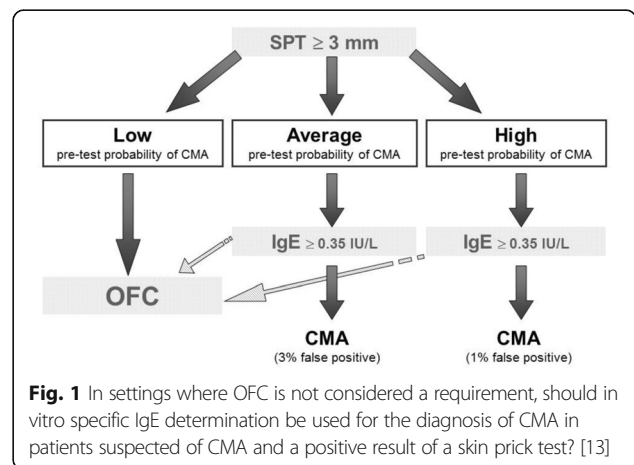 SPT ≥ 3 mm
Low
pre-test probability of CMA
Average
pre-test probability of CMA
High
pre-test probability of CMA
IgE ≥ 0.35 IU/L
IgE ≥ 0.35 IU/L
OFC
CMA
(3% false positive)
CMA
(1% false positive)
Fig. 1 In settings where OFC is not considered a requirement, should in
vitro specific IgE determination be used for the diagnosis of CMA in
patients suspected of CMA and a positive result of a skin prick test? [13]